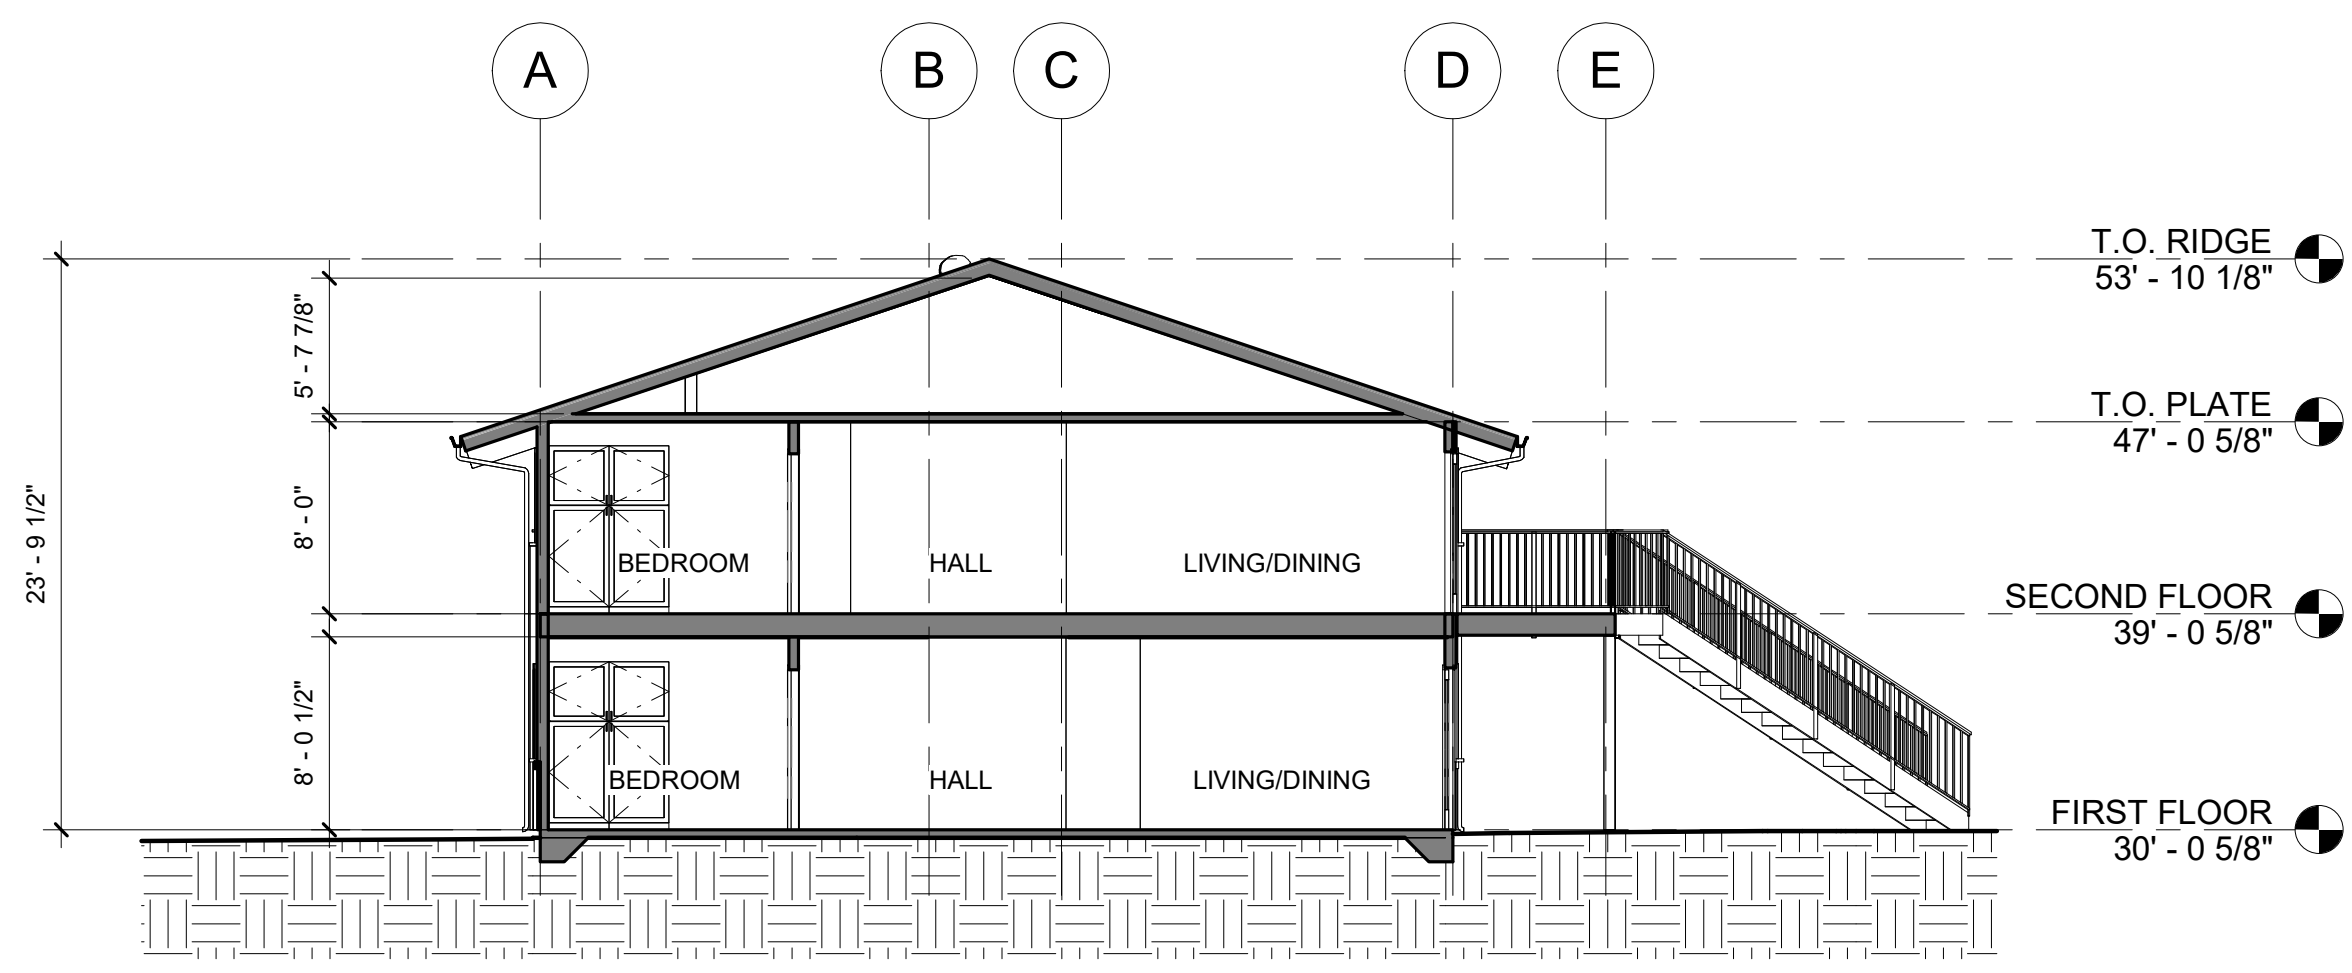 A
B
C
D
E
T.O. RIDGE
53' - 10 1/8"
T.O. PLATE
47' - 0 5/8"
SECOND FLOOR
39' - 0 5/8"
FIRST FLOOR
30' - 0 5/8"
23' - 9 1/2"
5' - 7 7/8"
8' - 0"
8' - 0 1/2"
BEDROOM
HALL
LIVING/DINING
BEDROOM
HALL
LIVING/DINING